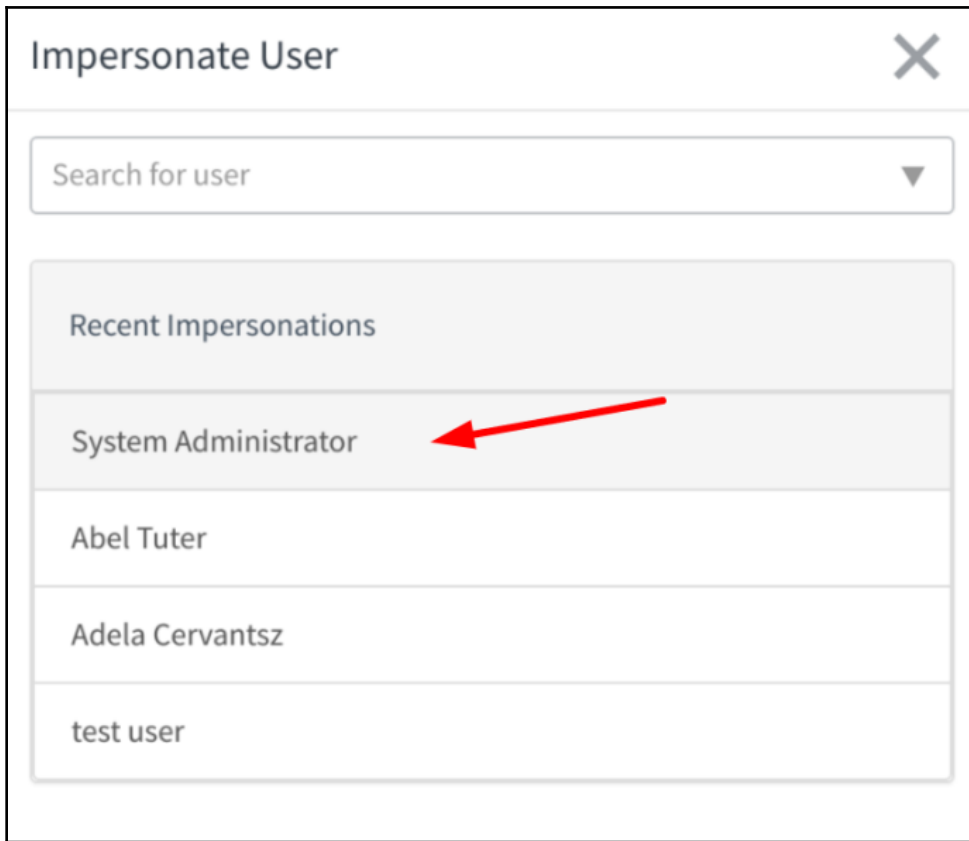 Impersonate User
Search for user
Recent Impersonations
System Administrator
Abel Tuter
Adela Cervantsz
test user